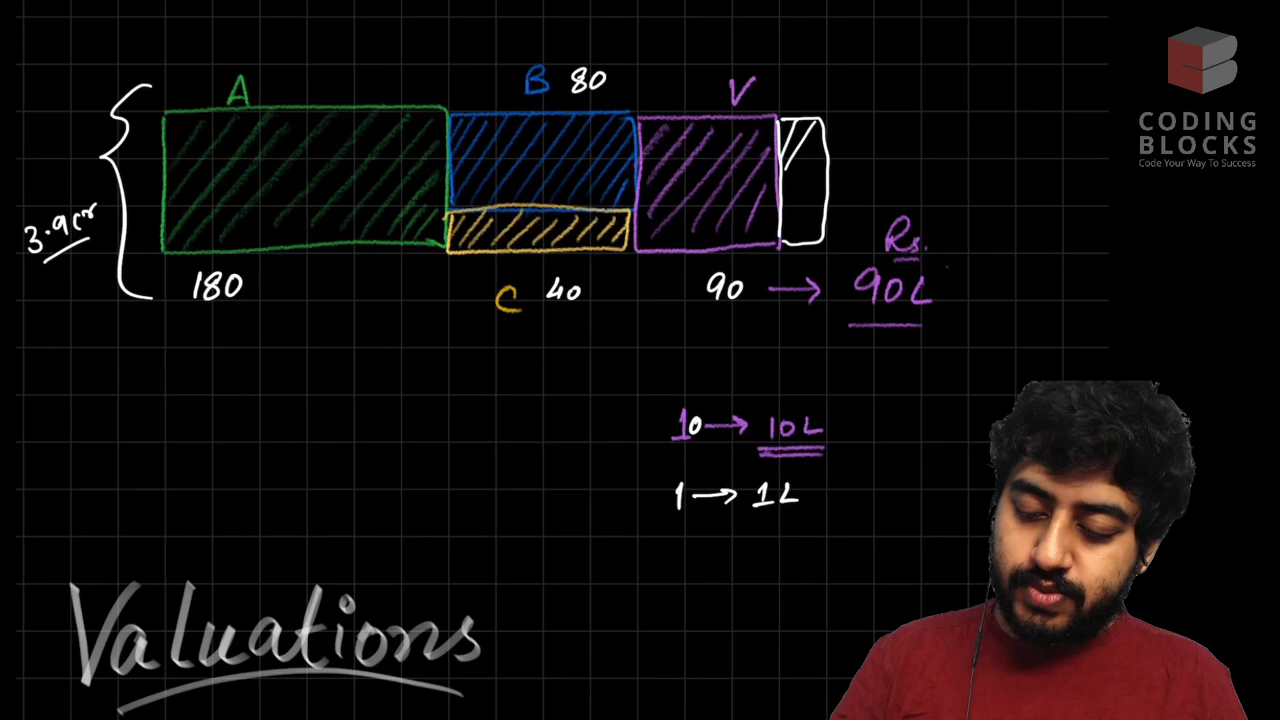 A
B 80
V
3.9cr
180
C 40
90 → 90L
Rs.
10 → 10L
1 → 1L
Valuations
CODING
BLOCKS
Code Your Way To Success